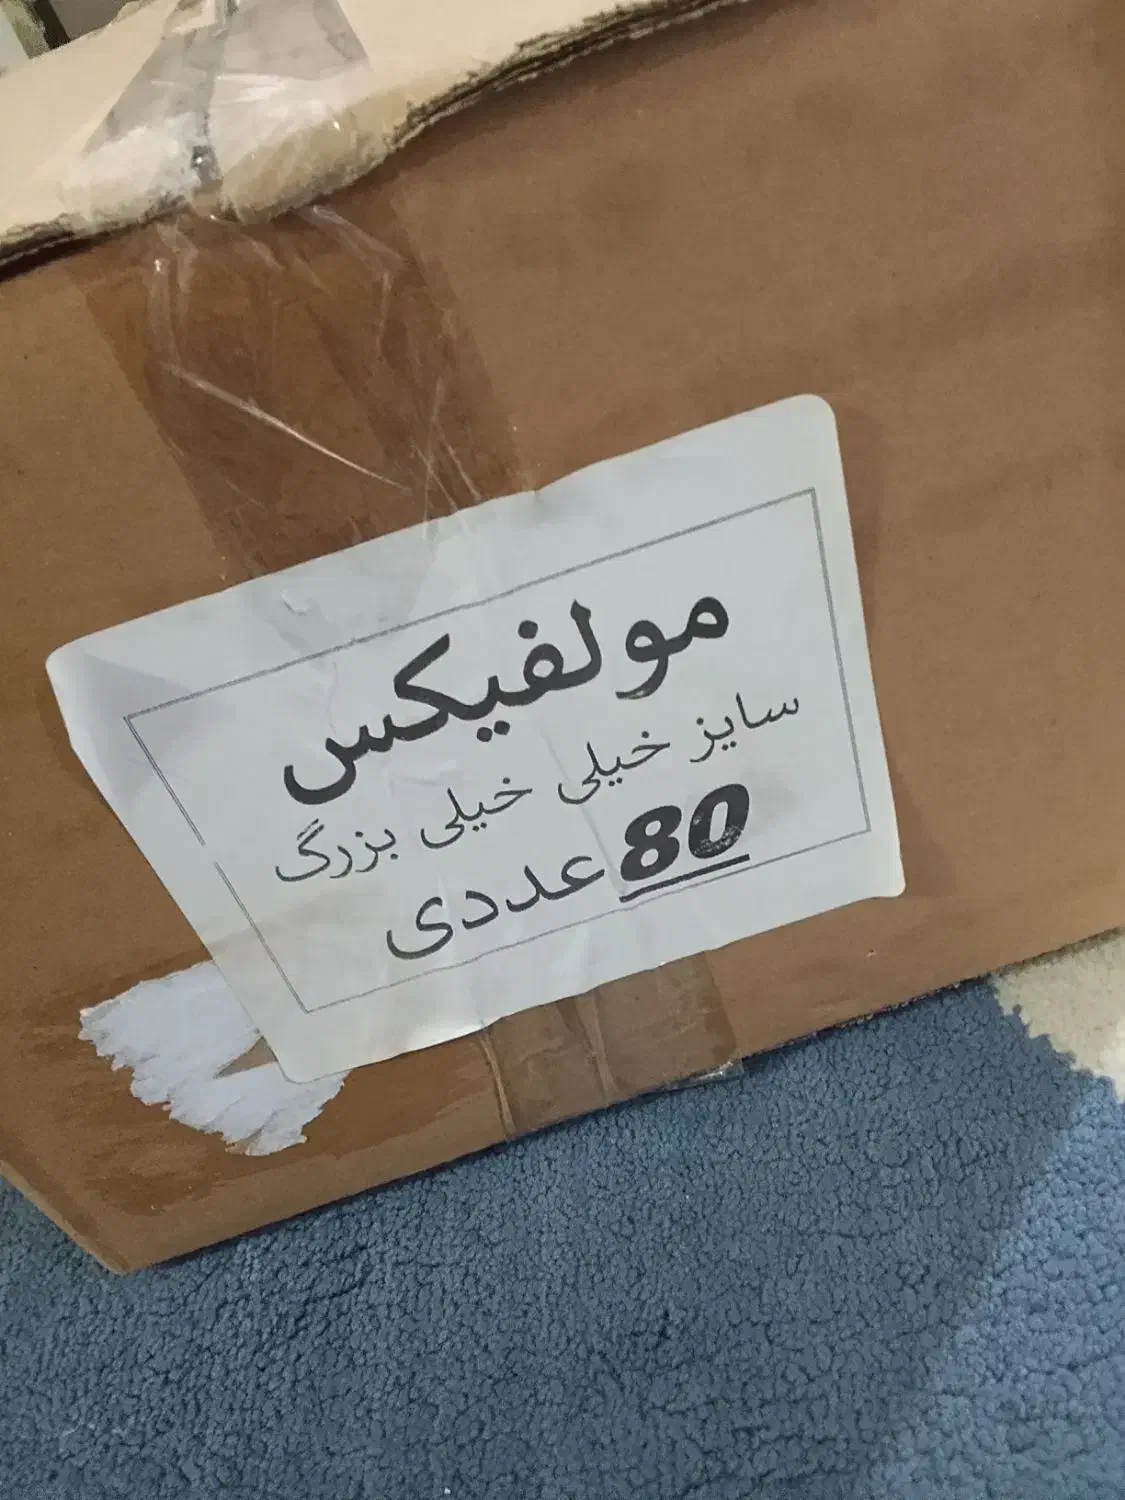 مولفیکس
سایز خیلی خیلی بزرگ
80 عددی